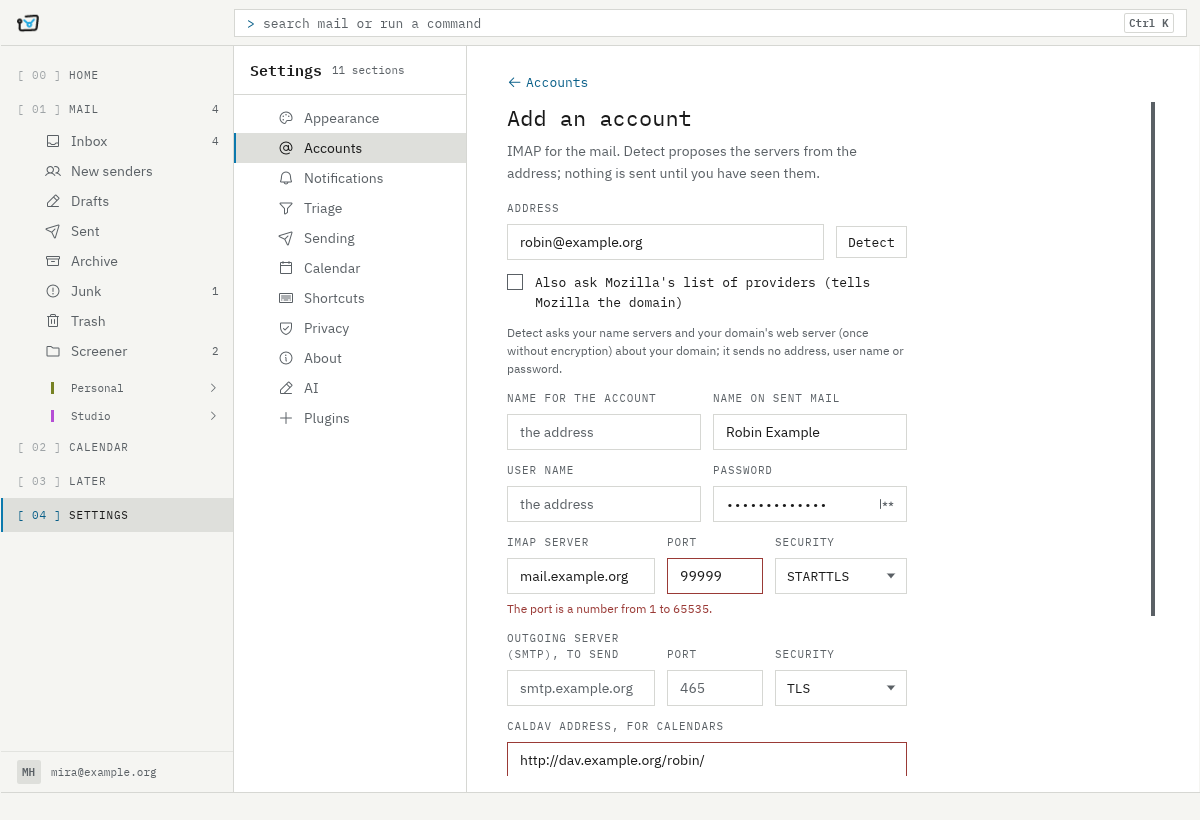 > search mail or run a command
Ctrl K
[ 00 ] HOME
[ 01 ] MAIL 4
Inbox 4
New senders
Drafts
Sent
Archive
Junk 1
Trash
Screener 2
Personal
Studio
[ 02 ] CALENDAR
[ 03 ] LATER
[ 04 ] SETTINGS
MH mira@example.org
Settings 11 sections
Appearance
Accounts
Notifications
Triage
Sending
Calendar
Shortcuts
Privacy
About
AI
Plugins
← Accounts
Add an account
IMAP for the mail. Detect proposes the servers from the
address; nothing is sent until you have seen them.
ADDRESS
robin@example.org
Detect
Also ask Mozilla's list of providers (tells
Mozilla the domain)
Detect asks your name servers and your domain's web server (once
without encryption) about your domain; it sends no address, user name or
password.
NAME FOR THE ACCOUNT NAME ON SENT MAIL
the address Robin Example
USER NAME PASSWORD
the address ••••••••••••• |**
IMAP SERVER PORT SECURITY
mail.example.org 99999 STARTTLS
The port is a number from 1 to 65535.
OUTGOING SERVER
(SMTP), TO SEND PORT SECURITY
smtp.example.org 465 TLS
CALDAV ADDRESS, FOR CALENDARS
http://dav.example.org/robin/